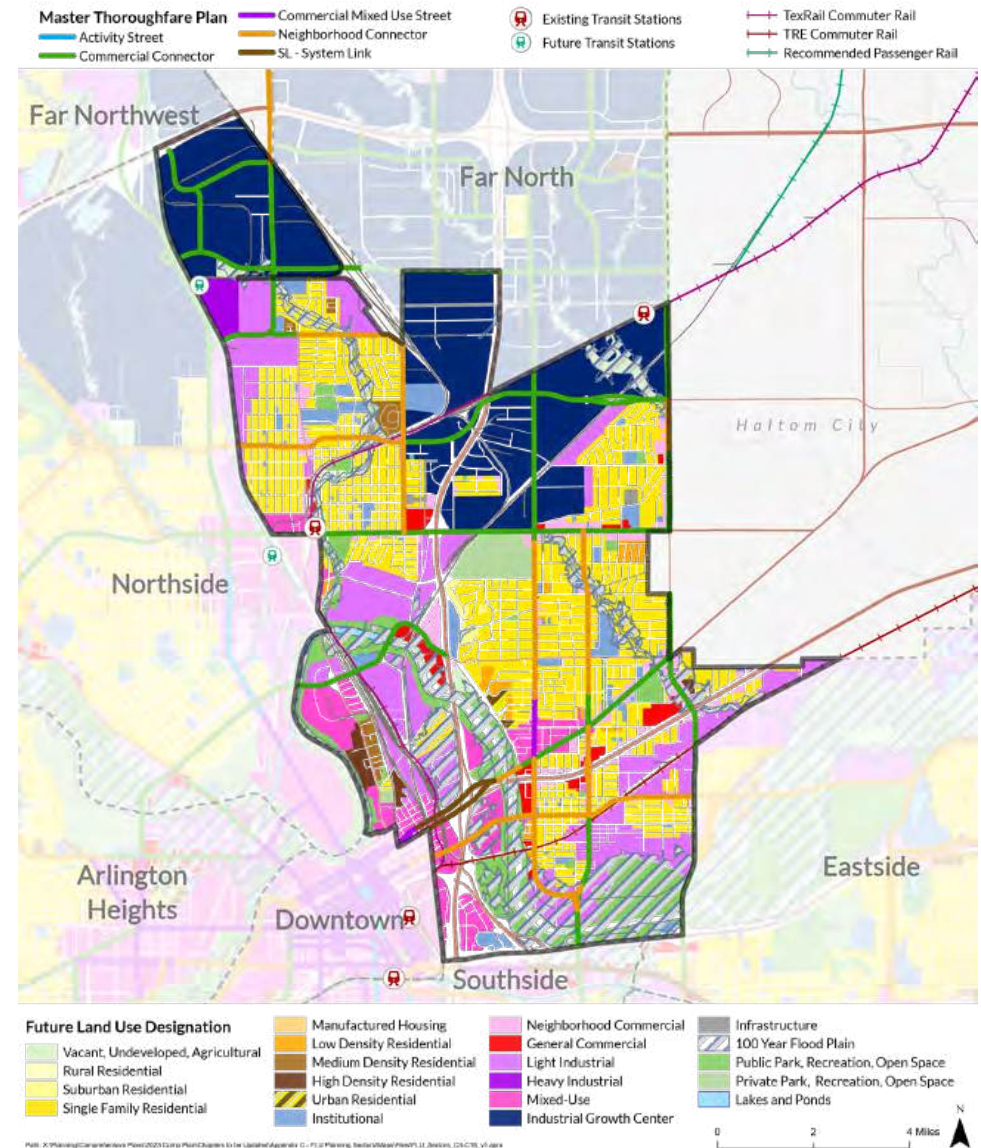 Master Thoroughfare Plan
Activity Street
Commercial Connector
Commercial Mixed Use Street
Neighborhood Connector
SL - System Link
Existing Transit Stations
Future Transit Stations
TexRail Commuter Rail
TRE Commuter Rail
Recommended Passenger Rail
Far Northwest
Far North
Haltom City
Northside
Arlington
Heights
Downtown
Eastside
Southside
Future Land Use Designation
Vacant, Undeveloped, Agricultural
Rural Residential
Suburban Residential
Single Family Residential
Manufactured Housing
Low Density Residential
Medium Density Residential
High Density Residential
Urban Residential
Institutional
Neighborhood Commercial
General Commercial
Light Industrial
Heavy Industrial
Mixed-Use
Industrial Growth Center
Infrastructure
100 Year Flood Plain
Public Park, Recreation, Open Space
Private Park, Recreation, Open Space
Lakes and Ponds
N
0 2 4 Miles